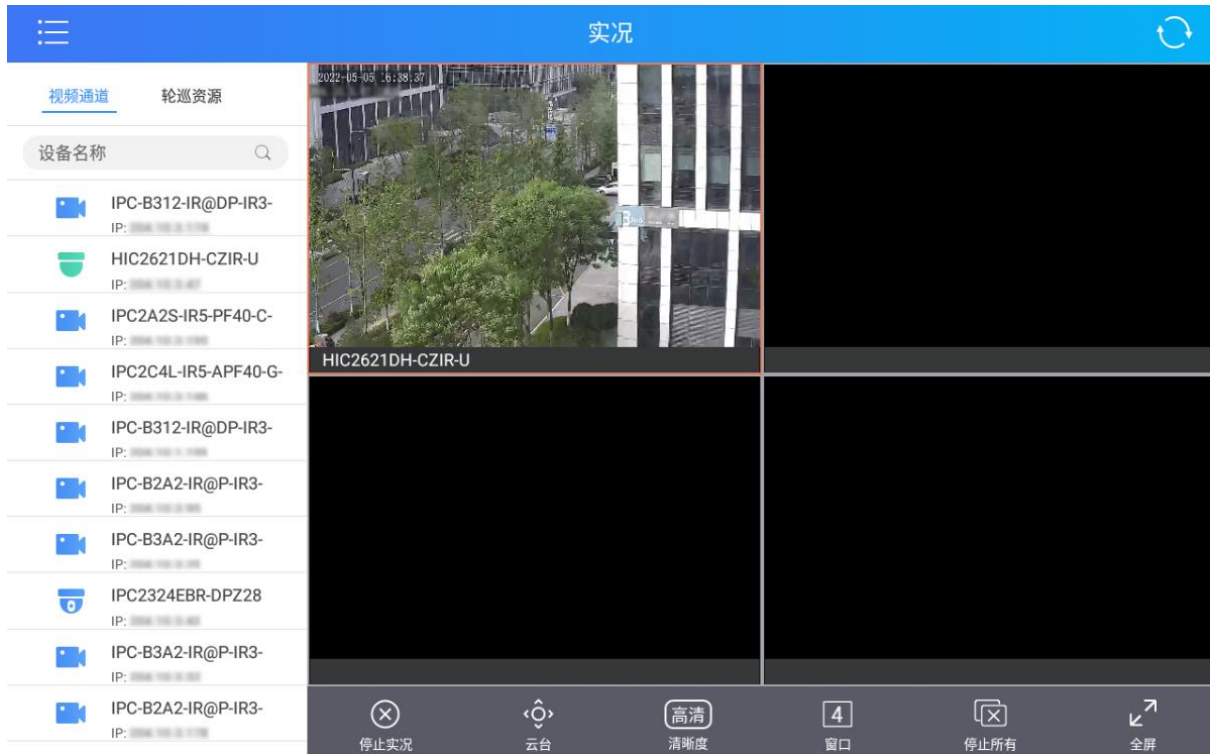 实况
视频通道 轮巡资源
设备名称
IPC-B312-IR@DP-IR3-
IP:
HIC2621DH-CZIR-U
IP:
IPC2A2S-IR5-PF40-C-
IP:
IPC2C4L-IR5-APF40-G-
IP:
IPC-B312-IR@DP-IR3-
IP:
IPC-B2A2-IR@P-IR3-
IP:
IPC-B3A2-IR@P-IR3-
IP:
IPC2324EBR-DPZ28
IP:
IPC-B3A2-IR@P-IR3-
IP:
IPC-B2A2-IR@P-IR3-
IP:
2022-05-05 16:38:37
HIC2621DH-CZIR-U
高清 4
停止实况 云台 清晰度 窗口 停止所有 全屏